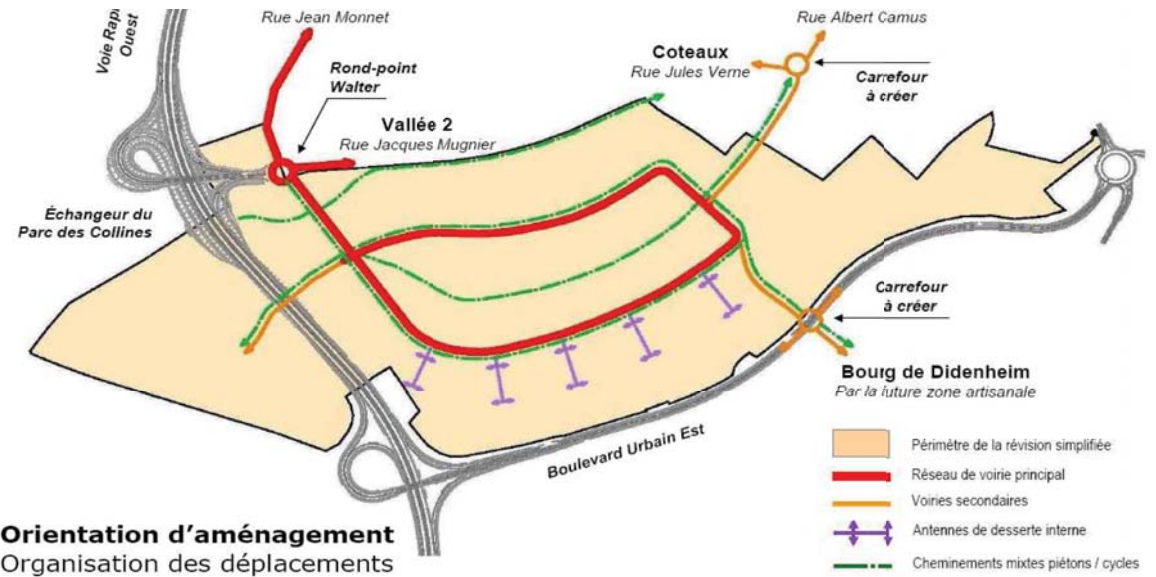 Rue Jean Monnet
Rue Albert Camus
Voie Rapi
Ouest
Coteaux
Rue Jules Verne
Rond-point
Walter
Carrefour
à créer
Vallée 2
Rue Jacques Mugnier
Échangeur du
Parc des Collines
Carrefour
à créer
Bourg de Didenheim
Par la future zone artisanale
Boulevard Urbain Est
Périmètre de la révision simplifiée
Réseau de voirie principal
Voiries secondaires
Antennes de desserte interne
Cheminements mixtes piétons / cycles
Orientation d’aménagement
Organisation des déplacements